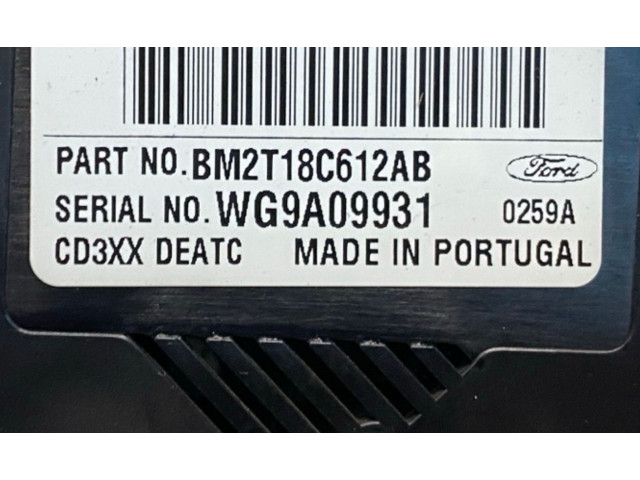 PART NO. BM2T18C612AB Ford
SERIAL NO. WG9A09931 0259A
CD3XX DEATC MADE IN PORTUGAL